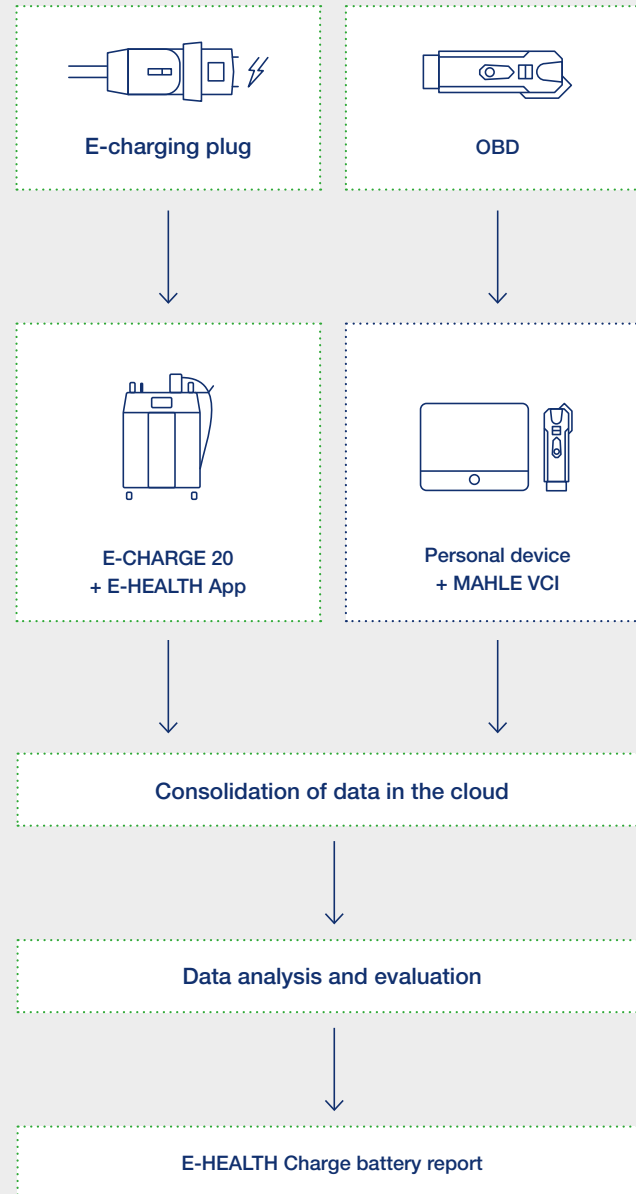 E-charging plug
OBD
E-CHARGE 20
+ E-HEALTH App
Personal device
+ MAHLE VCI
Consolidation of data in the cloud
Data analysis and evaluation
E-HEALTH Charge battery report